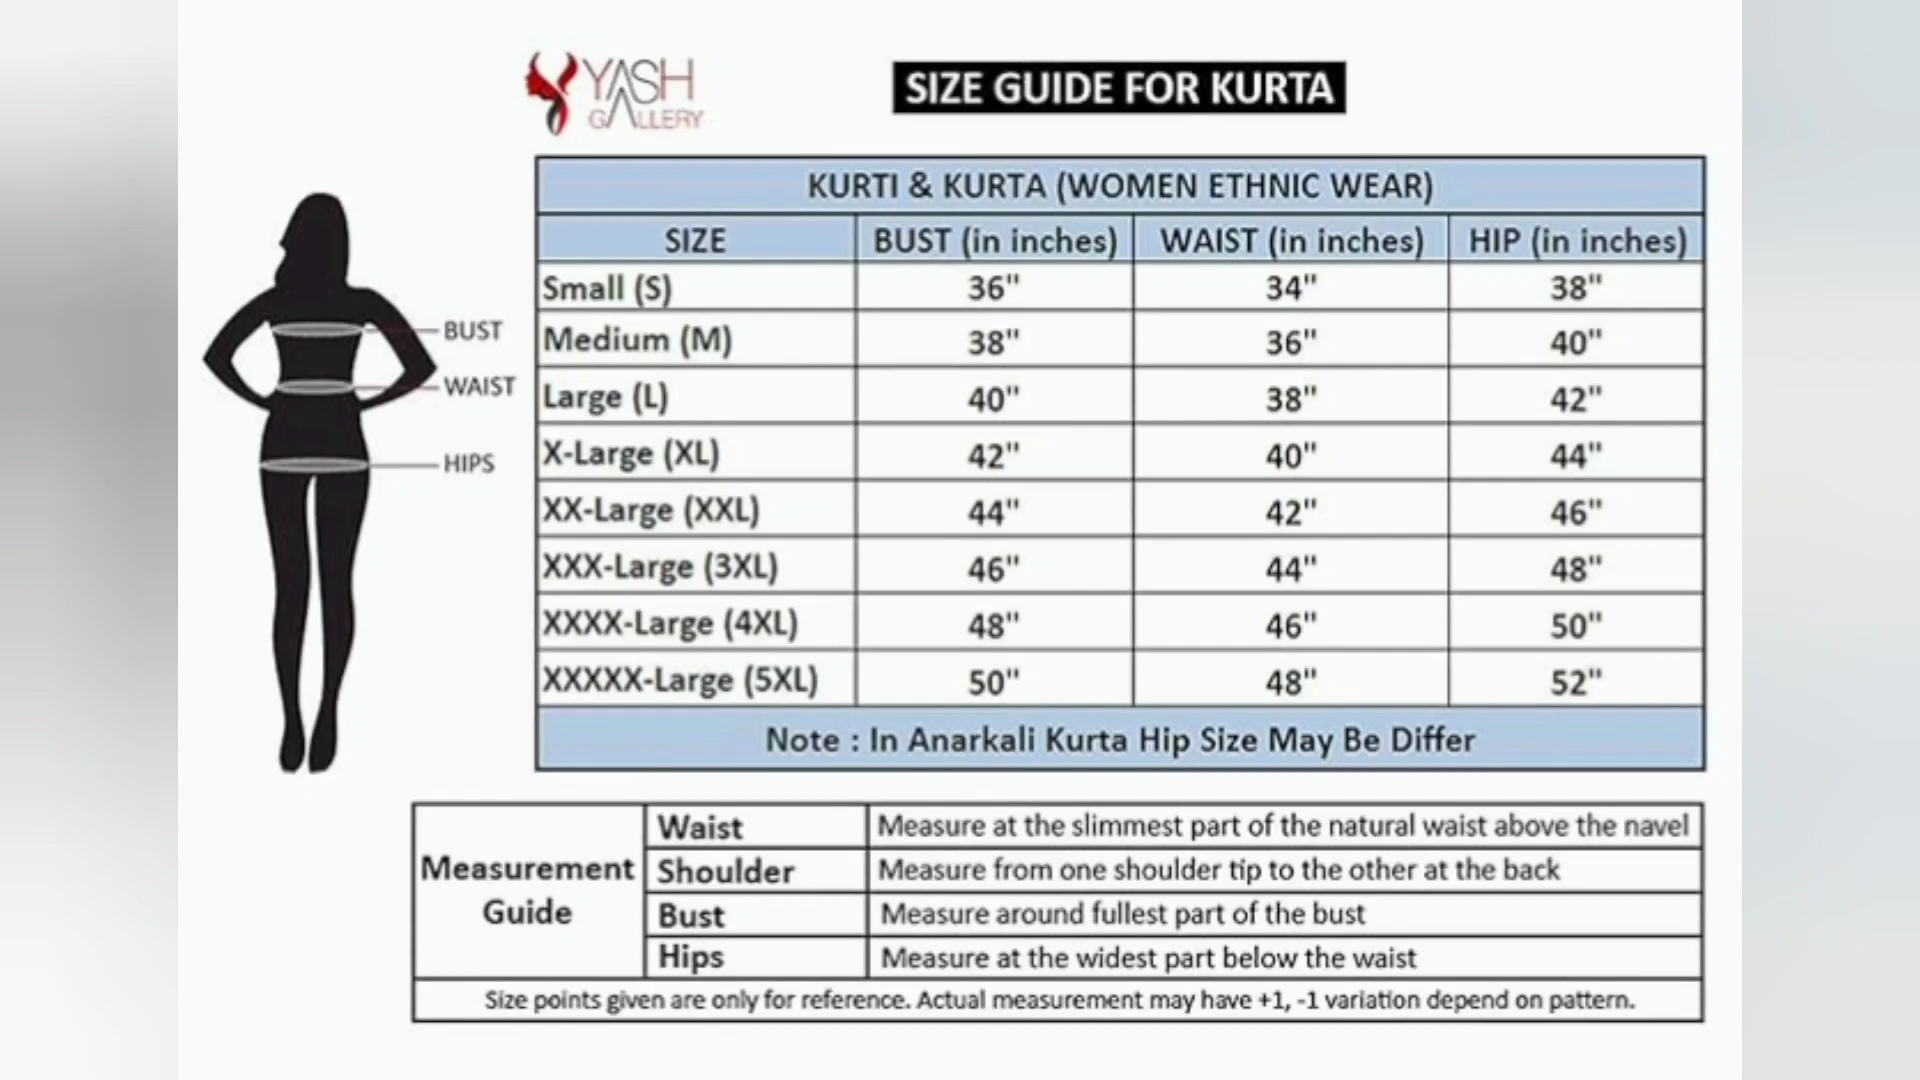 YASH
GALLERY
SIZE GUIDE FOR KURTA
KURTI & KURTA (WOMEN ETHNIC WEAR)
SIZE BUST (in inches) WAIST (in inches) HIP (in inches)
Small (S) 36" 34" 38"
Medium (M) 38" 36" 40"
Large (L) 40" 38" 42"
X-Large (XL) 42" 40" 44"
XX-Large (XXL) 44" 42" 46"
XXX-Large (3XL) 46" 44" 48"
XXXX-Large (4XL) 48" 46" 50"
XXXXX-Large (5XL) 50" 48" 52"
Note : In Anarkali Kurta Hip Size May Be Differ
BUST
WAIST
HIPS
Measurement
Guide
Waist Measure at the slimmest part of the natural waist above the navel
Shoulder Measure from one shoulder tip to the other at the back
Bust Measure around fullest part of the bust
Hips Measure at the widest part below the waist
Size points given are only for reference. Actual measurement may have +1, -1 variation depend on pattern.